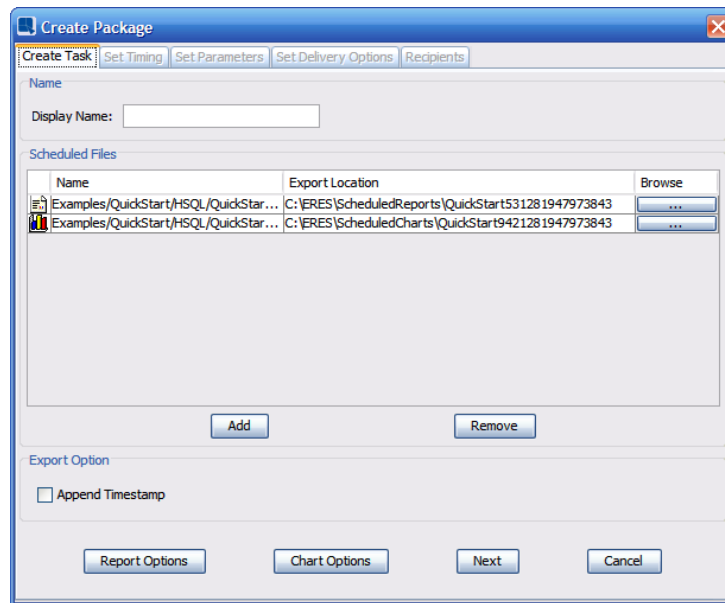 Create Package
Create Task Set Timing Set Parameters Set Delivery Options Recipients
Name
Display Name:
Scheduled Files
Name Export Location Browse
Examples/QuickStart/HSQL/QuickStar... C:\ERES\ScheduledReports\QuickStart531281947973843 ...
Examples/QuickStart/HSQL/QuickStar... C:\ERES\ScheduledCharts\QuickStart9421281947973843 ...
Add Remove
Export Option
Append Timestamp
Report Options Chart Options Next Cancel